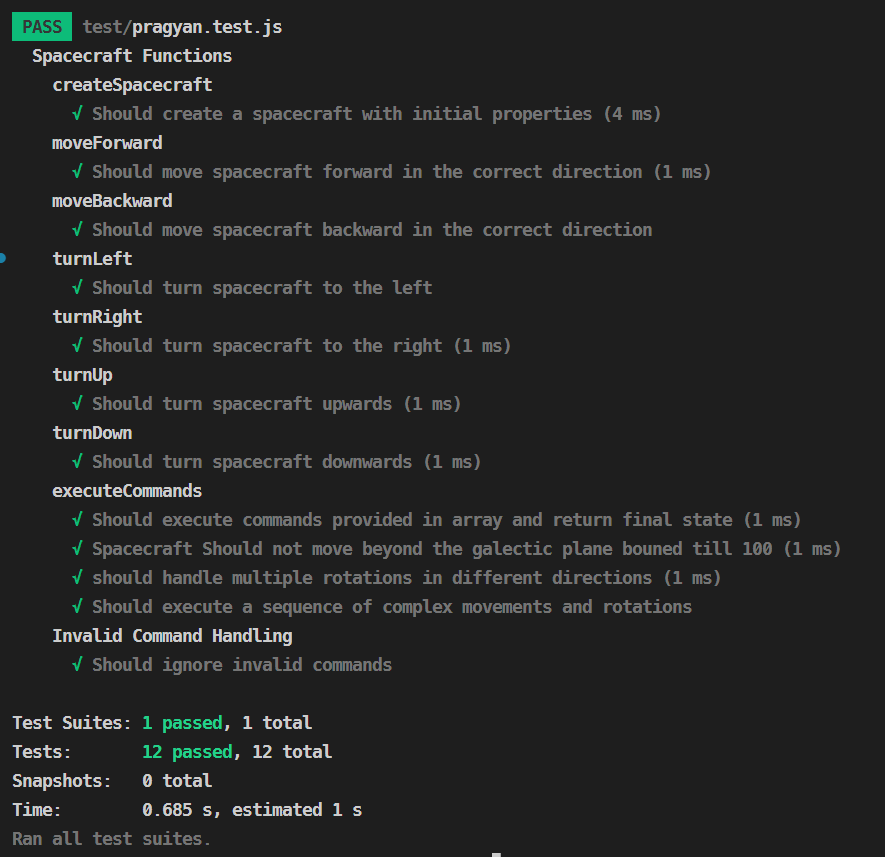 PASS test/pragyan.test.js
Spacecraft Functions
createSpacecraft
√ Should create a spacecraft with initial properties (4 ms)
moveForward
√ Should move spacecraft forward in the correct direction (1 ms)
moveBackward
√ Should move spacecraft backward in the correct direction
turnLeft
√ Should turn spacecraft to the left
turnRight
√ Should turn spacecraft to the right (1 ms)
turnUp
√ Should turn spacecraft upwards (1 ms)
turnDown
√ Should turn spacecraft downwards (1 ms)
executeCommands
√ Should execute commands provided in array and return final state (1 ms)
√ Spacecraft Should not move beyond the galactic plane bouned till 100 (1 ms)
√ should handle multiple rotations in different directions (1 ms)
√ Should execute a sequence of complex movements and rotations
Invalid Command Handling
√ Should ignore invalid commands
Test Suites: 1 passed, 1 total
Tests: 12 passed, 12 total
Snapshots: 0 total
Time: 0.685 s, estimated 1 s
Ran all test suites.